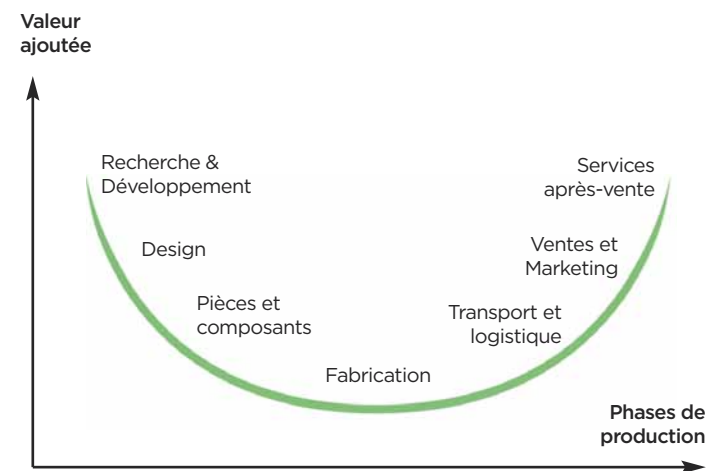 Valeur
ajoutée
Recherche &
Développement
Design
Pièces et
composants
Fabrication
Transport et
logistique
Ventes et
Marketing
Services
après-vente
Phases de
production